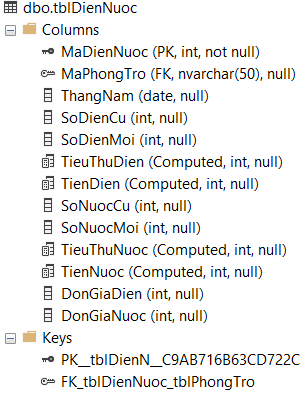 dbo.tblDienNuoc
Columns
MaDienNuoc (PK, int, not null)
MaPhongTro (FK, nvarchar(50), null)
ThangNam (date, null)
SoDienCu (int, null)
SoDienMoi (int, null)
TieuThuDien (Computed, int, null)
TienDien (Computed, int, null)
SoNuocCu (int, null)
SoNuocMoi (int, null)
TieuThuNuoc (Computed, int, null)
TienNuoc (Computed, int, null)
DonGiaDien (int, null)
DonGiaNuoc (int, null)
Keys
PK__tblDienN__C9AB716B63CD722C
FK_tblDienNuoc_tblPhongTro